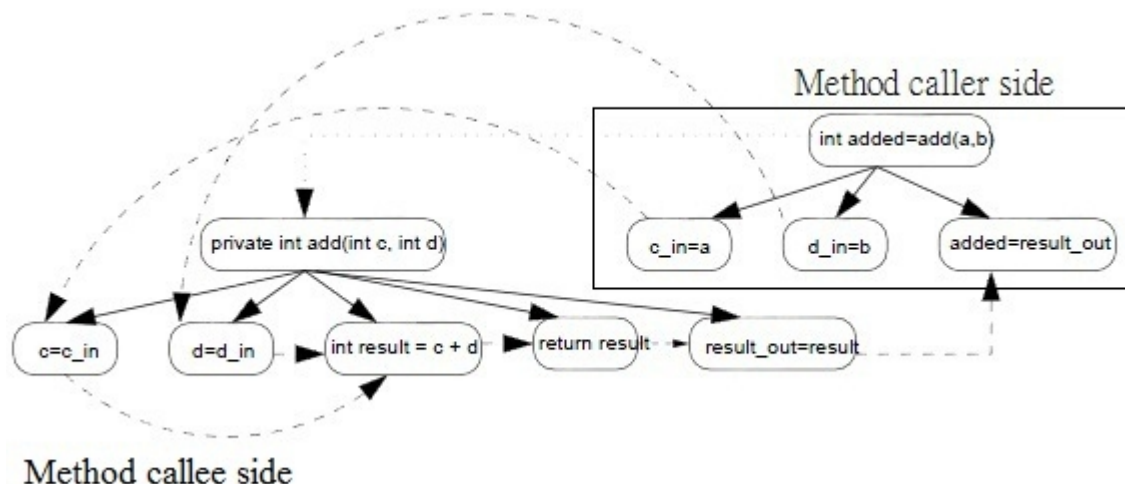 Method caller side
int added=add(a,b)
private int add(int c, int d)
c_in=a
d_in=b
added=result_out
c=c_in
d=d_in
int result = c + d
return result
result_out=result
Method callee side